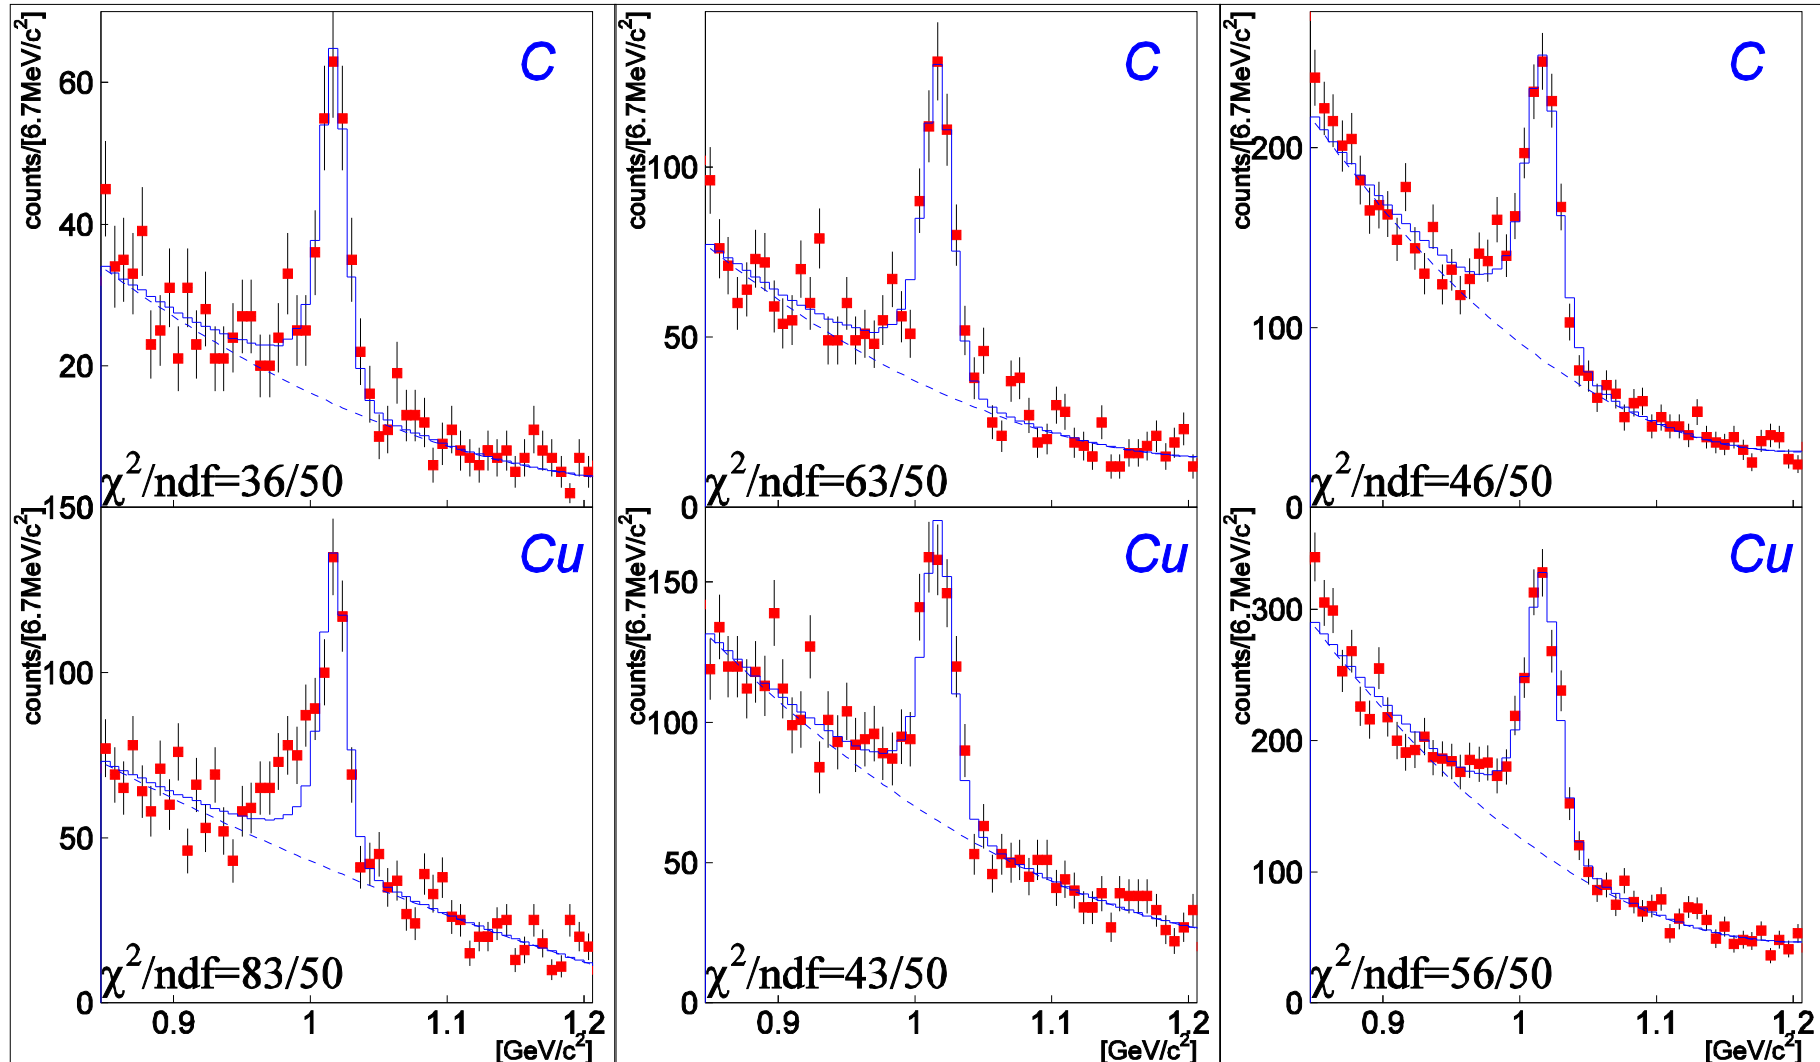 counts/[6.7MeV/c²]
60
40
20
C
χ²/ndf=36/50
counts/[6.7MeV/c²]
100
50
0
C
χ²/ndf=63/50
counts/[6.7MeV/c²]
200
100
0
C
χ²/ndf=46/50
counts/[6.7MeV/c²]
150
100
50
0
Cu
χ²/ndf=83/50
0.9 1 1.1 1.2
[GeV/c²]
counts/[6.7MeV/c²]
150
100
50
0
Cu
χ²/ndf=43/50
0.9 1 1.1 1.2
[GeV/c²]
counts/[6.7MeV/c²]
300
200
100
0
Cu
χ²/ndf=56/50
0.9 1 1.1 1.2
[GeV/c²]